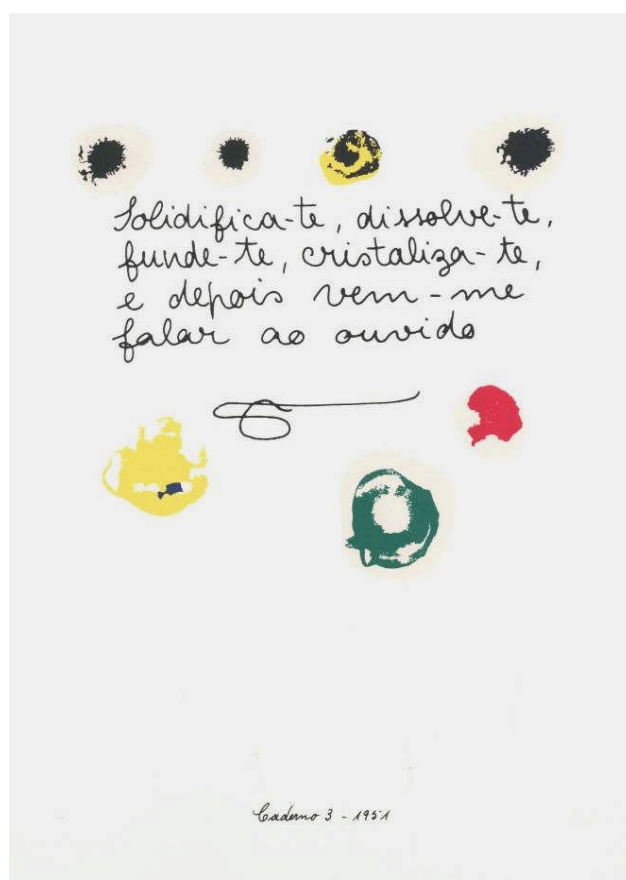 Solidifica-te, dissolve-te,
funde-te, cristaliza-te,
e depois vem-me
falar ao ouvido
Caderno 3 - 1951